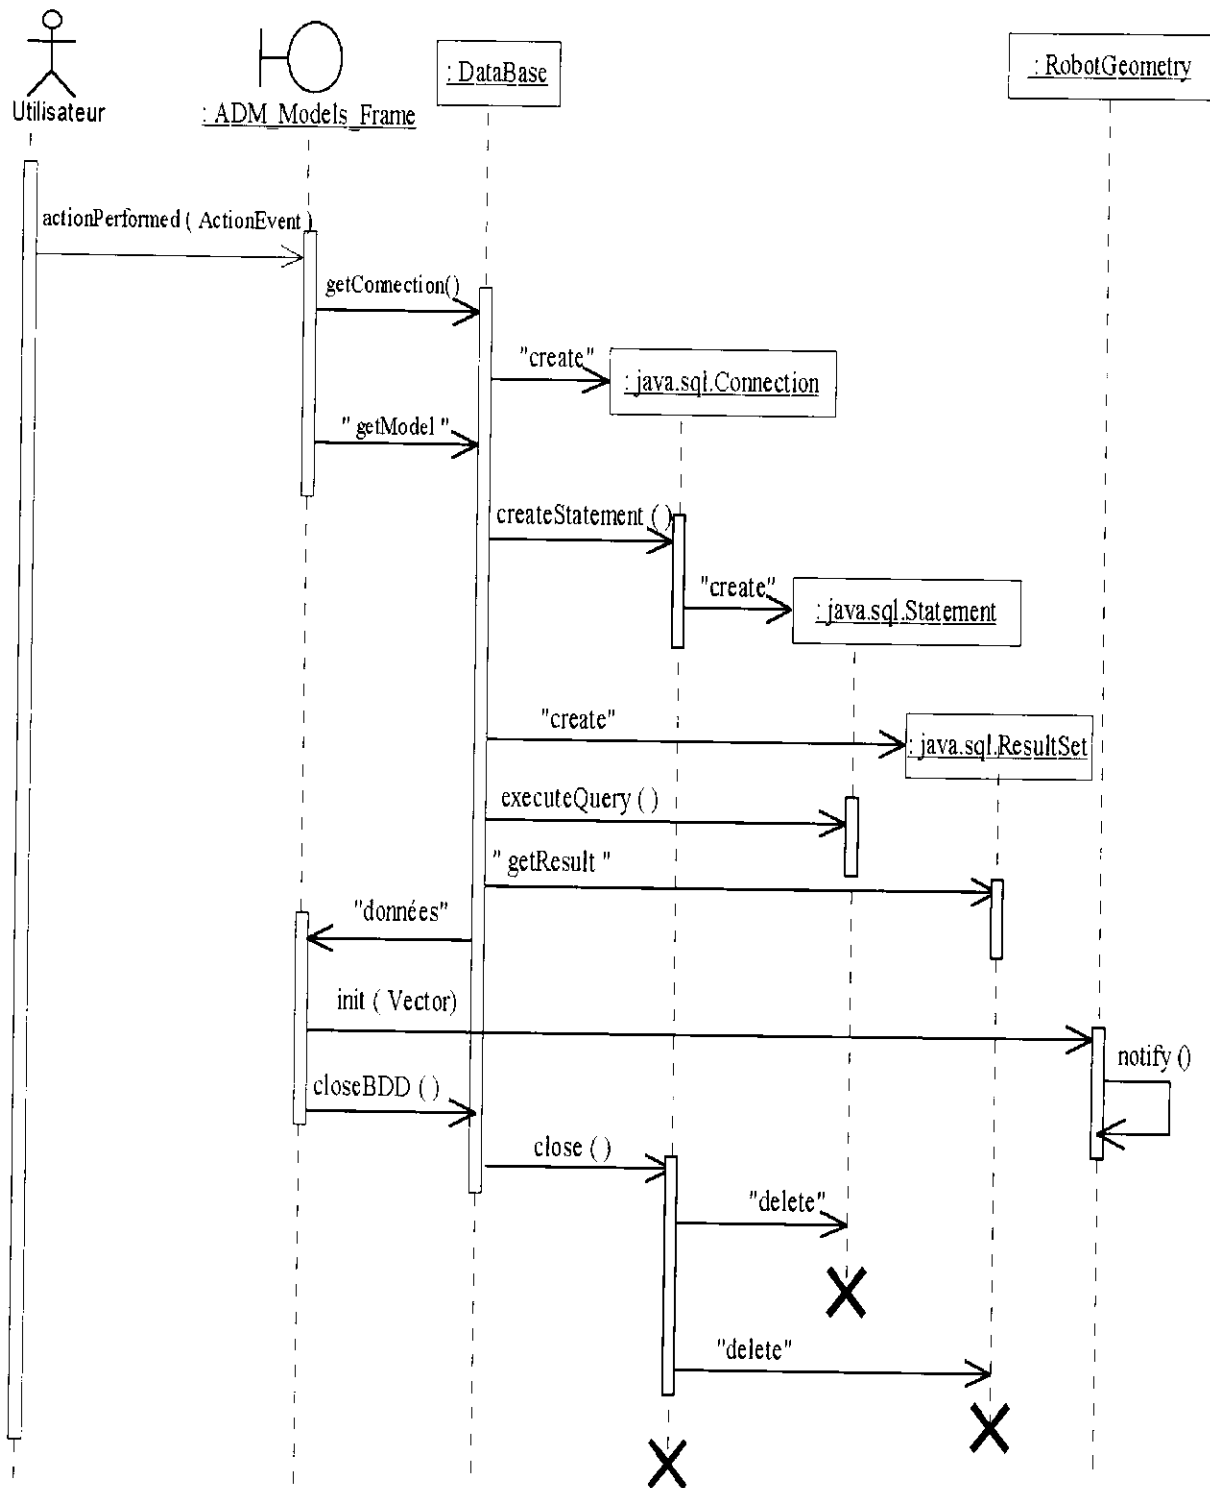 Utilisateur
: ADM_Models_Frame
: DataBase
: RobotGeometry
actionPerformed ( ActionEvent )
getConnection()
"create"
: java.sql.Connection
" getModel "
createStatement ( )
"create"
: java.sql.Statement
"create"
: java.sql.ResultSet
executeQuery ( )
" getResult "
"données"
init ( Vector)
notify ()
closeBDD ( )
close ( )
"delete"
"delete"